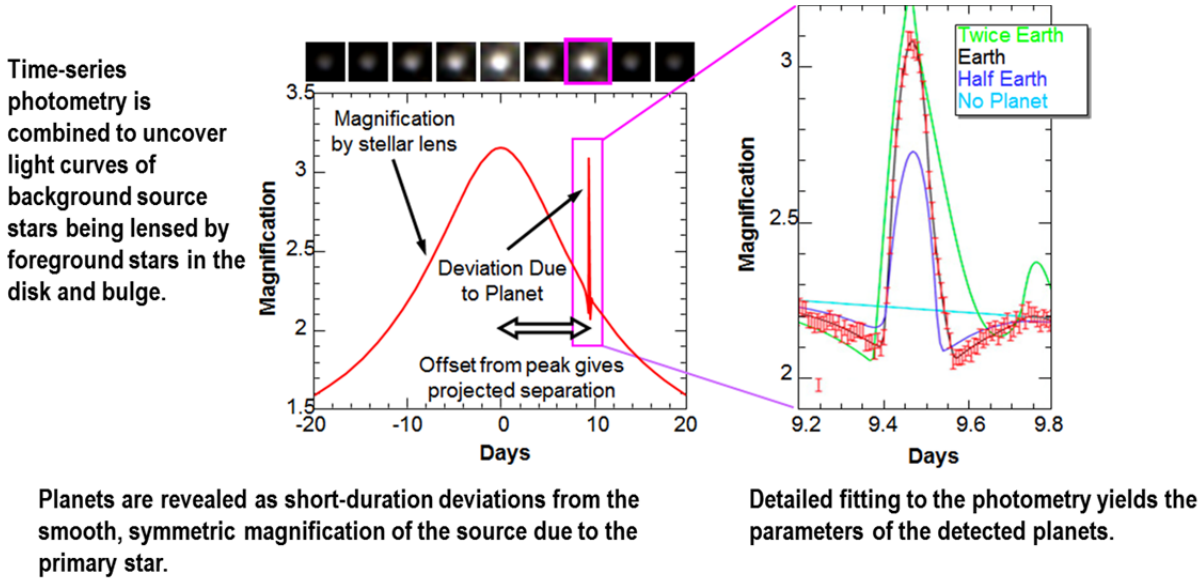 Time-series
photometry is
combined to uncover
light curves of
background source
stars being lensed by
foreground stars in the
disk and bulge.
3.5
3
2.5
2
1.5
Magnification
Magnification
by stellar lens
Deviation Due
to Planet
Offset from peak gives
projected separation
-20
-10
0
10
20
Days
Twice Earth
Earth
Half Earth
No Planet
3
2.5
2
Magnification
9.2
9.4
9.6
9.8
Days
Planets are revealed as short-duration deviations from the
smooth, symmetric magnification of the source due to the
primary star.
Detailed fitting to the photometry yields the
parameters of the detected planets.